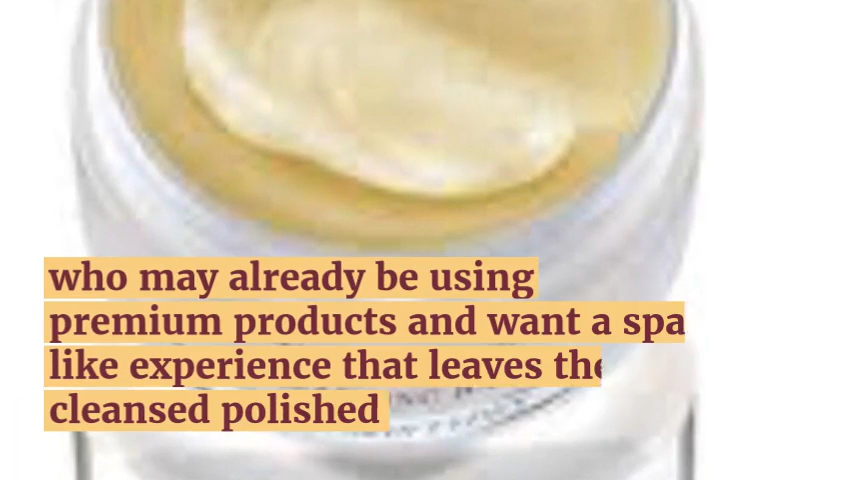 who may already be using
premium products and want a spa
like experience that leaves the
cleansed polished